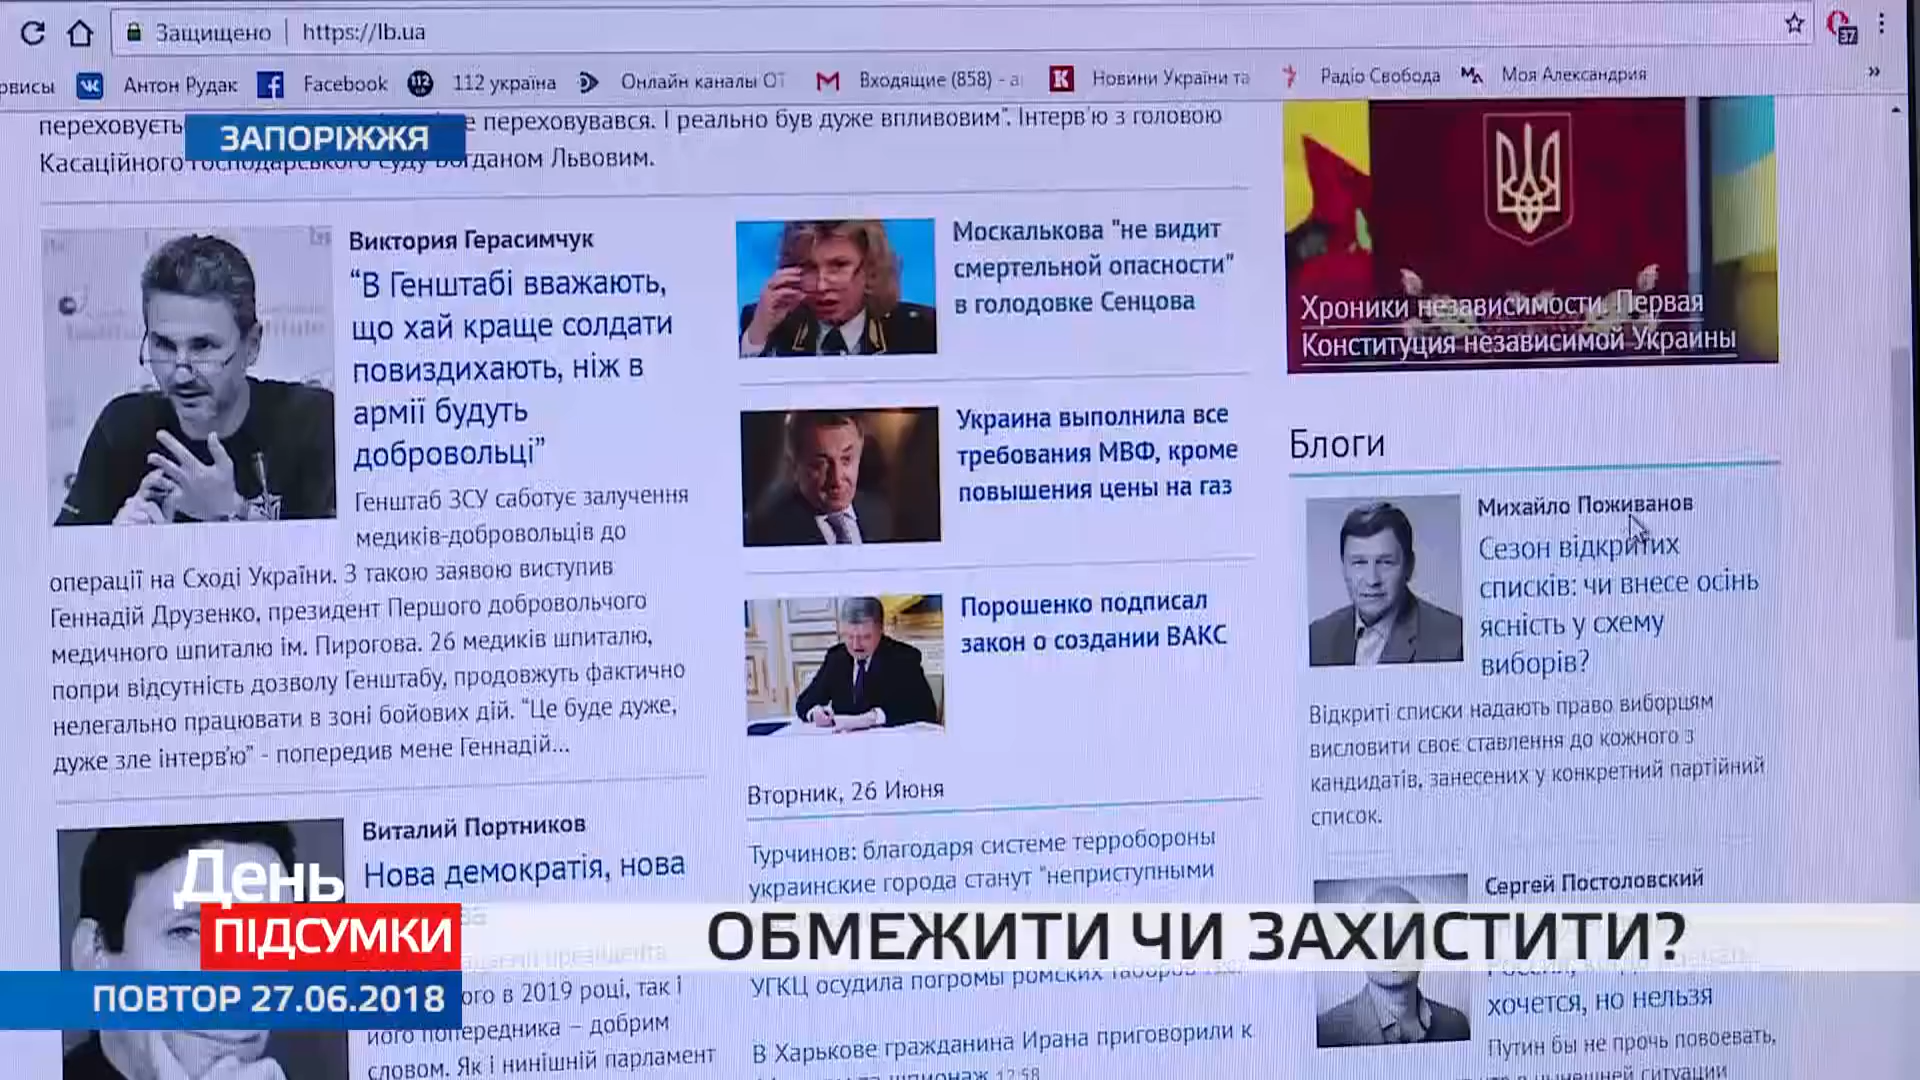 Защищено https://lb.ua
37
рвисы Антон Рудак Facebook 112 україна Онлайн каналы ОТ Входящие (858) - а Новини України та Радіо Свобода Моя Александрия
ЗАПОРІЖЖЯ
переховуєть е переховувався. І реально був дуже впливовим". Інтерв'ю з головою
Касаційного господарського суду Богданом Львовим.
Виктория Герасимчук
“В Генштабі вважають,
що хай краще солдати
повиздихають, ніж в
армії будуть
добровольці”
Генштаб ЗСУ саботує залучення
медиків-добровольців до
операції на Сході України. З такою заявою виступив
Геннадій Друзенко, президент Першого добровольчого
медичного шпиталю ім. Пирогова. 26 медиків шпиталю,
попри відсутність дозволу Генштабу, продовжуть фактично
нелегально працювати в зоні бойових дій. “Це буде дуже,
дуже зле інтерв’ю” - попередив мене Геннадій...
Виталий Портников
Нова демократія, нова
ого в 2019 році, так і
його попередника – добрим
словом. Як і нинішній парламент
Москалькова "не видит
смертельной опасности"
в голодовке Сенцова
Украина выполнила все
требования МВФ, кроме
повышения цены на газ
Порошенко подписал
закон о создании ВАКС
Вторник, 26 Июня
Турчинов: благодаря системе терробороны
украинские города станут "неприступными
УГКЦ осудила погромы ромских таборов
В Харькове гражданина Ирана приговорили к
шпионаж 12:58
Хроники независимости. Первая
Конституция независимой Украины
Блоги
Михайло Поживанов
Сезон відкритих
списків: чи внесе осінь
ясність у схему
виборів?
Відкриті списки надають право виборцям
висловити своє ставлення до кожного з
кандидатів, занесених у конкретний партійний
список.
Сергей Постоловский
хочется, но нельзя
Путин бы не прочь повоевать,
нынешней ситуации
День
ПІДСУМКИ
ОБМЕЖИТИ ЧИ ЗАХИСТИТИ?
ПОВТОР 27.06.2018